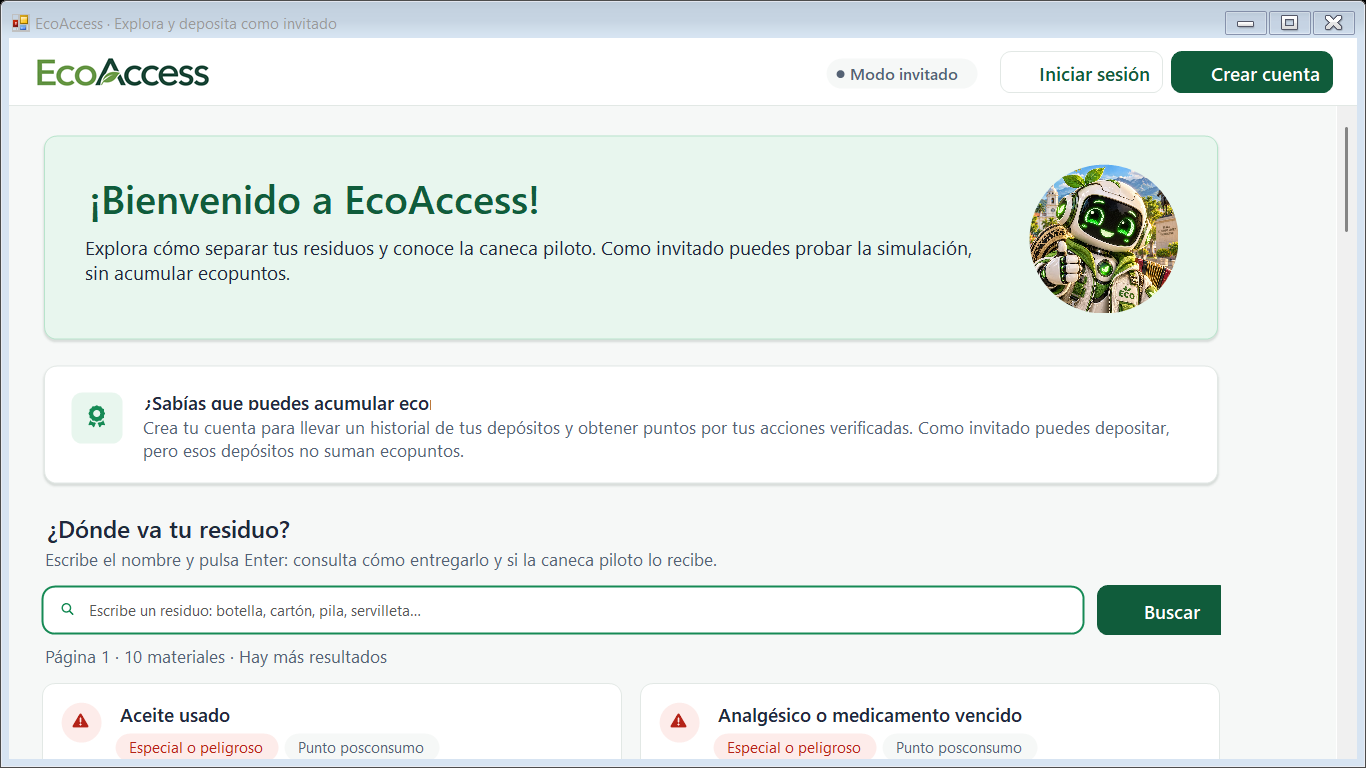 EcoAccess · Explora y deposita como invitado
EcoAccess
Modo invitado
Iniciar sesión
Crear cuenta
¡Bienvenido a EcoAccess!
Explora cómo separar tus residuos y conoce la caneca piloto. Como invitado puedes probar la simulación,
sin acumular ecopuntos.
ECO
¿Sabías que puedes acumular eco
Crea tu cuenta para llevar un historial de tus depósitos y obtener puntos por tus acciones verificadas. Como invitado puedes depositar,
pero esos depósitos no suman ecopuntos.
¿Dónde va tu residuo?
Escribe el nombre y pulsa Enter: consulta cómo entregarlo y si la caneca piloto lo recibe.
Escribe un residuo: botella, cartón, pila, servilleta...
Buscar
Página 1 · 10 materiales · Hay más resultados
Aceite usado
Especial o peligroso
Punto posconsumo
Analgésico o medicamento vencido
Especial o peligroso
Punto posconsumo